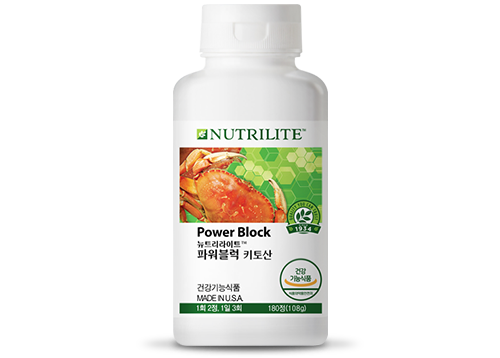 NUTRILITE™
1934
Power Block
뉴트리라이트™
파워블럭 키토산
건강
기능식품
건강기능식품
MADE IN U.S.A.
1회 2정, 1일 3회
180정(108g)